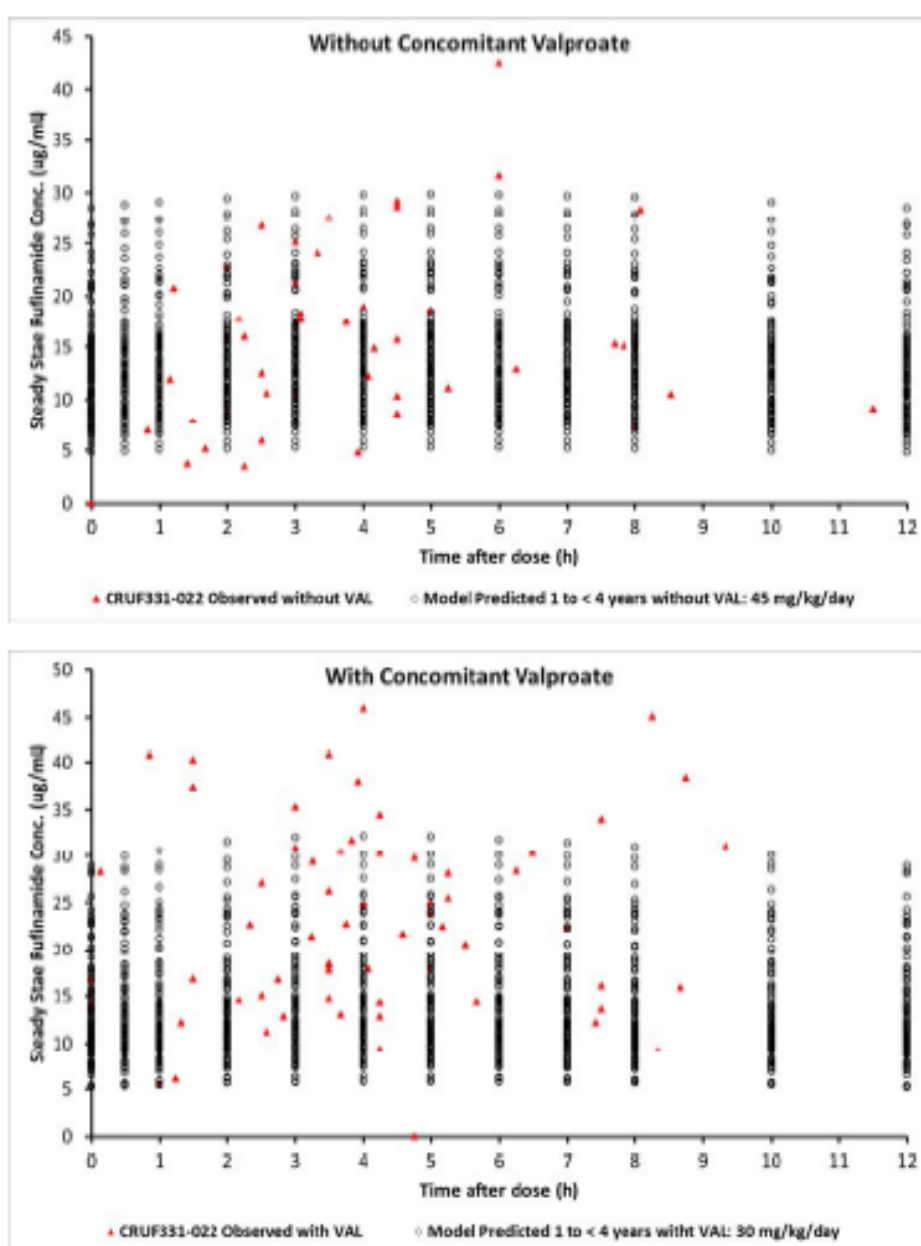 Without Concomitant Valproate
Steady Stae Rufinamide Conc. (ug/mL)
45
40
35
30
25
20
15
10
5
0
0 1 2 3 4 5 6 7 8 9 10 11 12
Time after dose (h)
CRUF331-022 Observed without VAL Model Predicted 1 to < 4 years without VAL: 45 mg/kg/day
With Concomitant Valproate
Steady Stae Rufinamide Conc. (ug/mL)
50
45
40
35
30
25
20
15
10
5
0
0 1 2 3 4 5 6 7 8 9 10 11 12
Time after dose (h)
CRUF331-022 Observed with VAL Model Predicted 1 to < 4 years witht VAL: 30 mg/kg/day